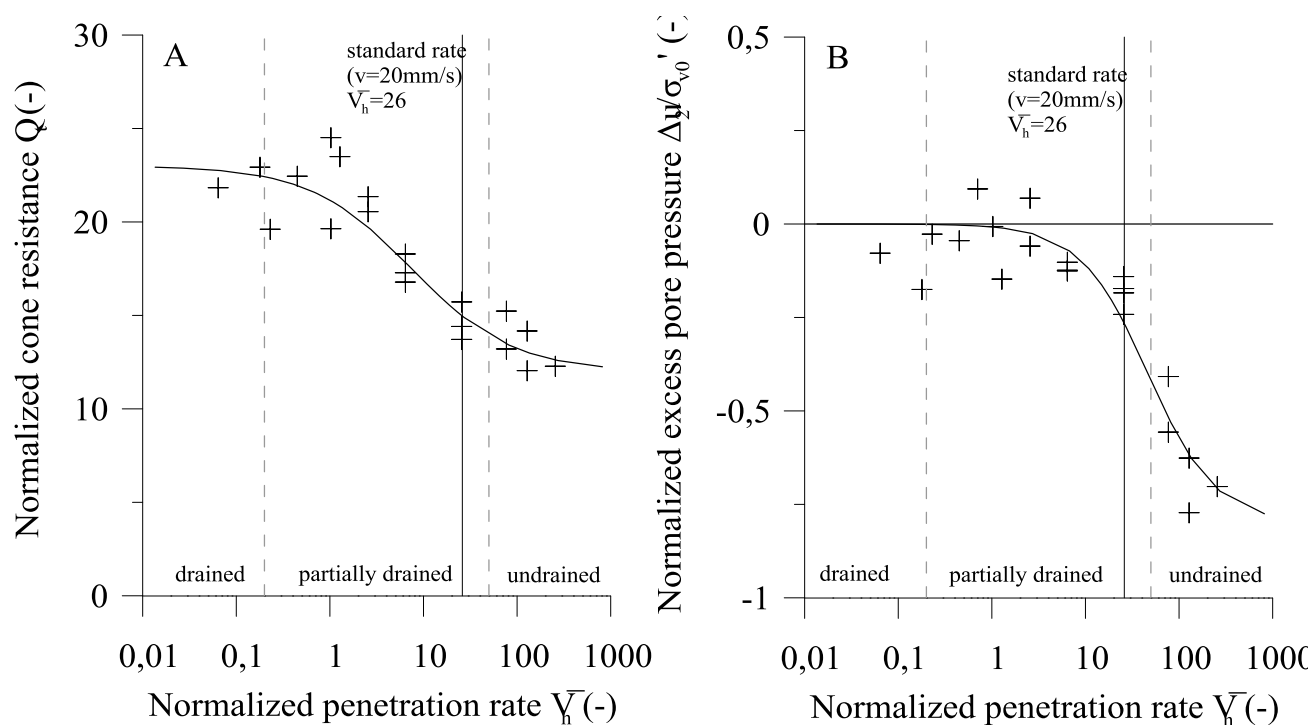 A
standard rate
(v=20mm/s)
V̅h=26
Normalized cone resistance Q(-)
30
20
10
0
drained
partially drained
undrained
0,01
0,1
1
10
100
1000
Normalized penetration rate V̅h(-)
B
standard rate
(v=20mm/s)
V̅h=26
Normalized excess pore pressure Δu2/σv0' (-)
0,5
0
-0,5
-1
drained
partially drained
undrained
0,01
0,1
1
10
100
Normalized penetration rate V̅h(-)